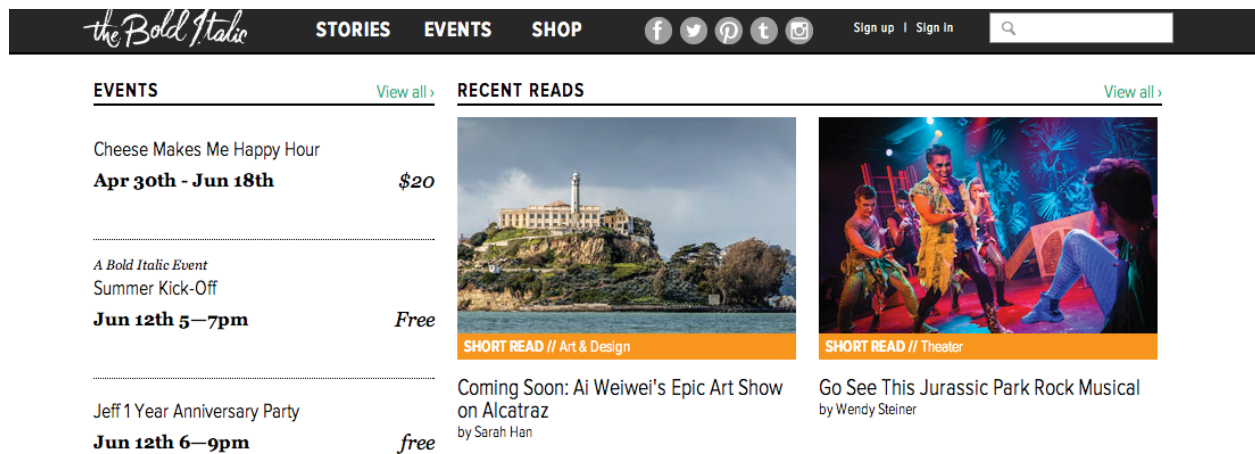 the Bold Italic STORIES EVENTS SHOP Sign up | Sign In
EVENTS View all ›
Cheese Makes Me Happy Hour
Apr 30th - Jun 18th $20
A Bold Italic Event
Summer Kick-Off
Jun 12th 5—7pm Free
Jeff 1 Year Anniversary Party
Jun 12th 6—9pm free
RECENT READS View all ›
SHORT READ // Art & Design
Coming Soon: Ai Weiwei's Epic Art Show
on Alcatraz
by Sarah Han
SHORT READ // Theater
Go See This Jurassic Park Rock Musical
by Wendy Steiner